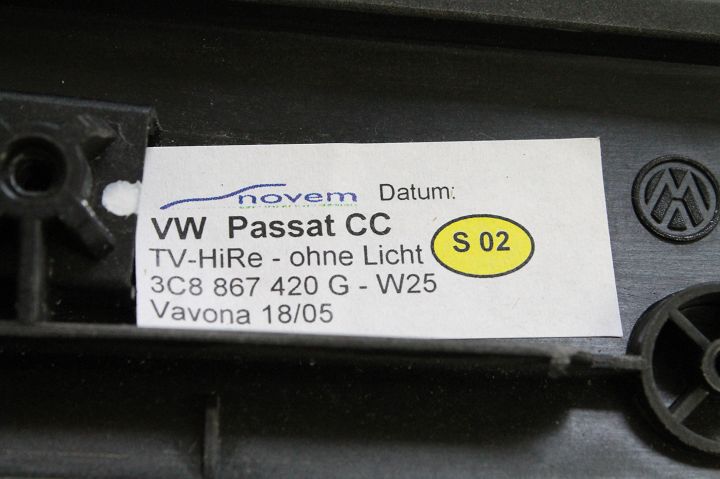 novem Datum:
VW Passat CC
TV-HiRe - ohne Licht
S 02
3C8 867 420 G - W25
Vavona 18/05